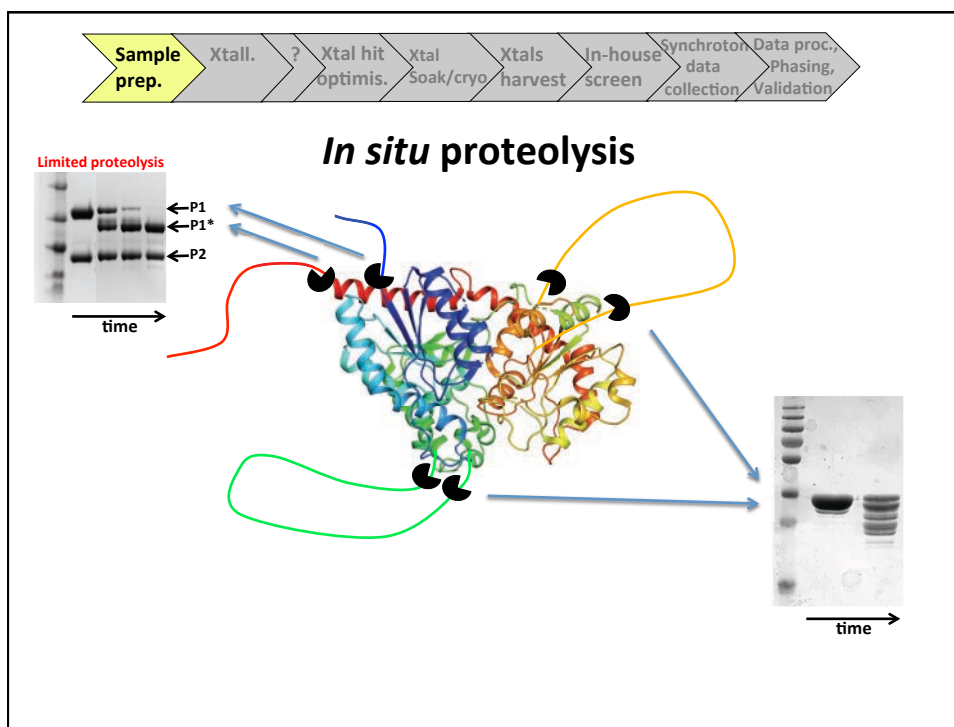 Sample
prep.
Xtall.
?
Xtal hit
optimis.
Xtal
Soak/cryo
Xtals
harvest
In-house
screen
Synchroton
data
collection
Data proc.,
Phasing,
Validation
In situ proteolysis
Limited proteolysis
P1
P1*
P2
time
time